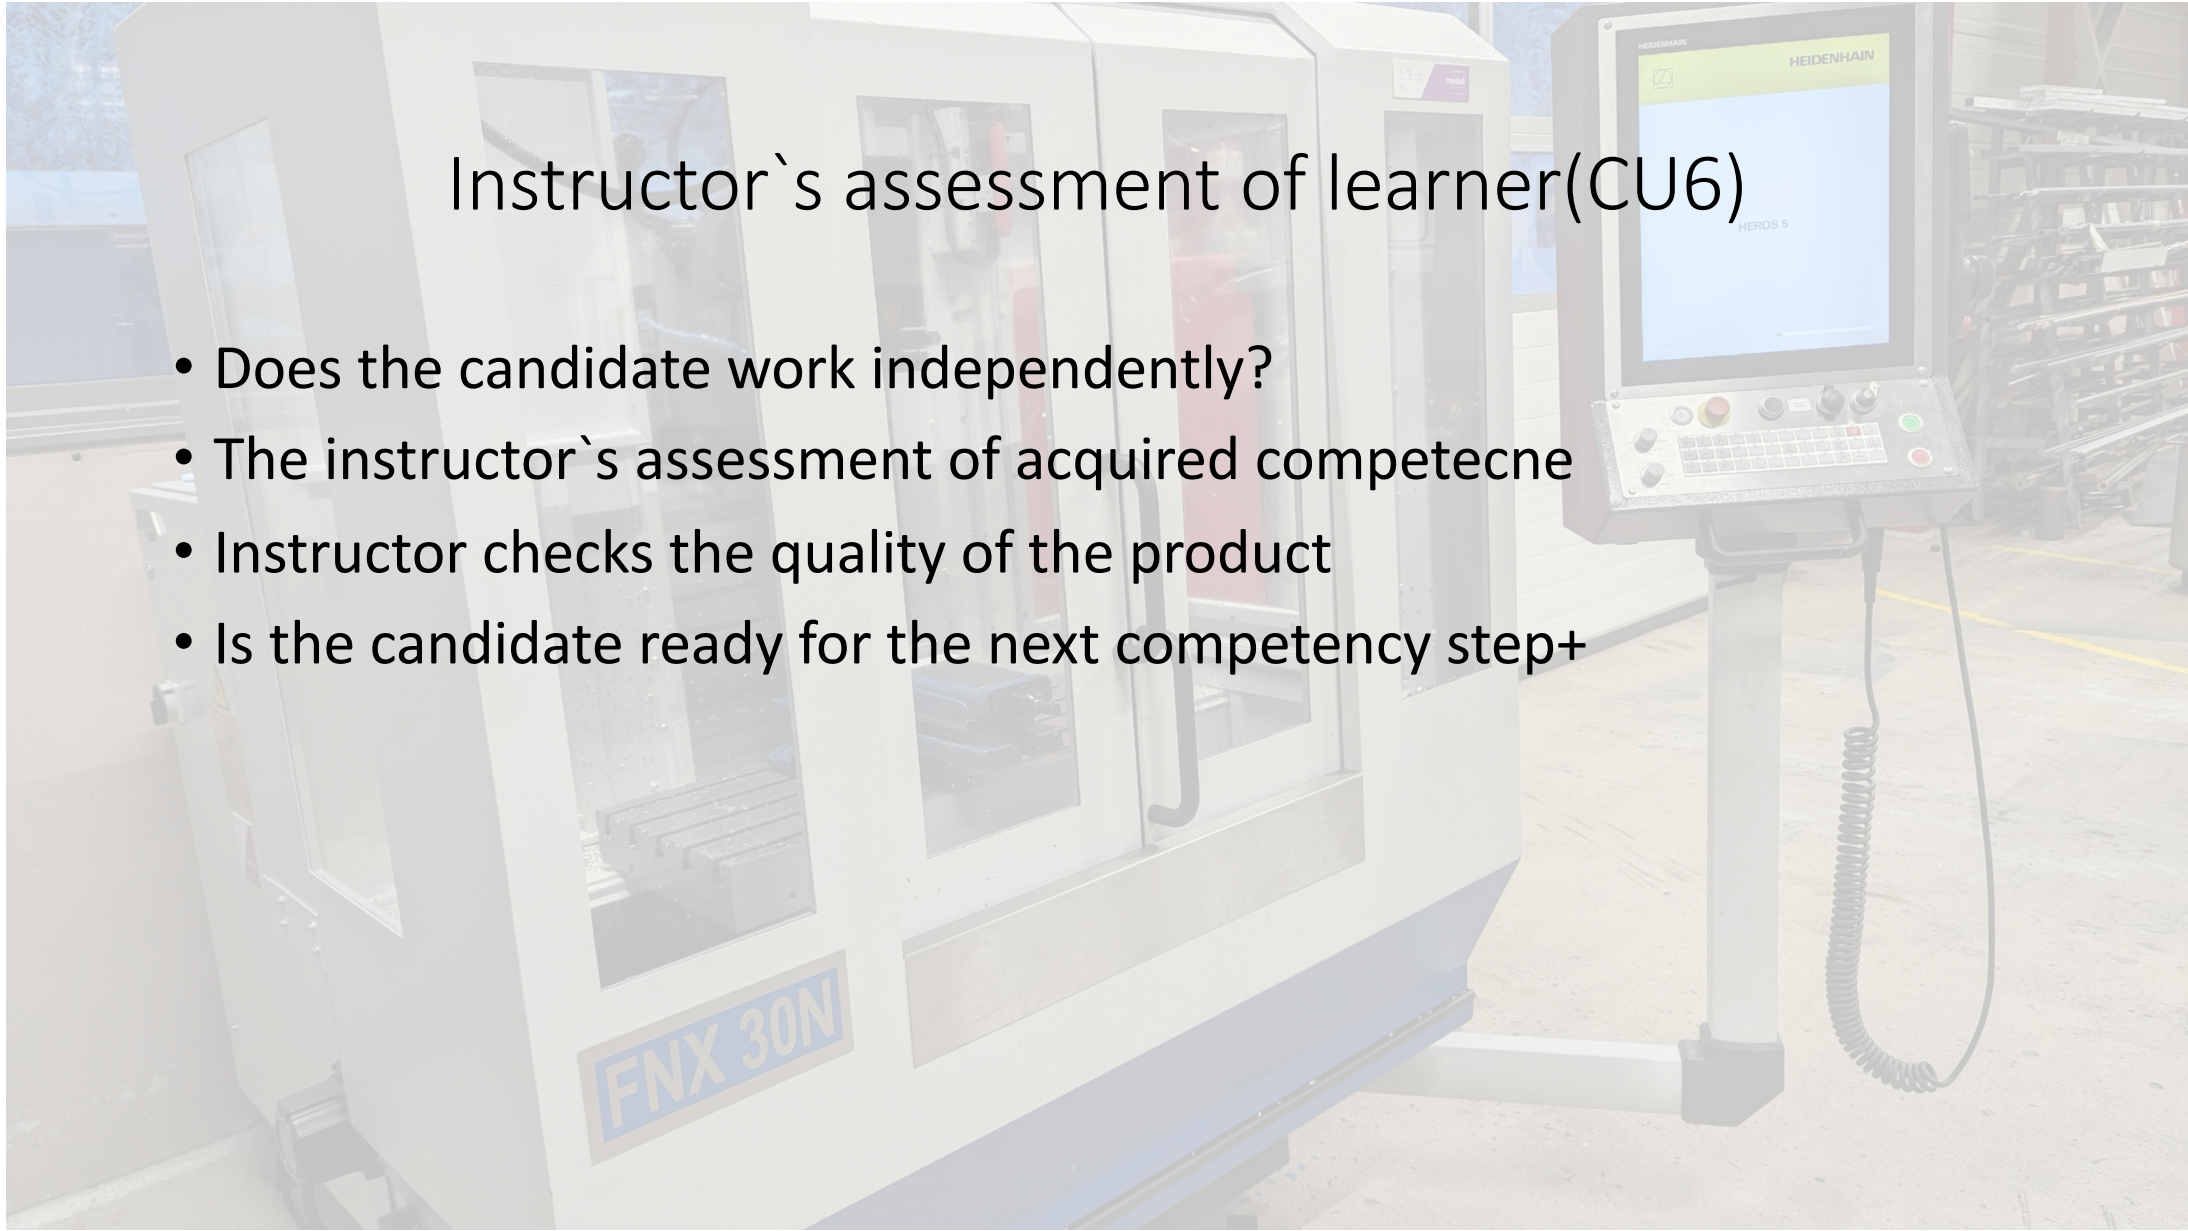 HEIDENHAIN
HEIDENHAIN
Instructor`s assessment of learner(CU6)
HEROS 5
• Does the candidate work independently?
• The instructor`s assessment of acquired competecne
• Instructor checks the quality of the product
• Is the candidate ready for the next competency step+
FNX 30N